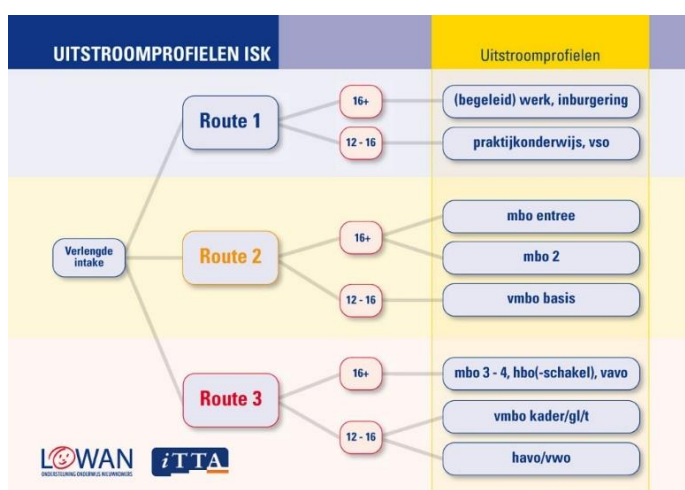 UITSTROOMPROFIELEN ISK
Uitstroomprofielen
Verlengde
intake
Route 1
16+
(begeleid) werk, inburgering
12 - 16
praktijkonderwijs, vso
Route 2
16+
mbo entree
mbo 2
12 - 16
vmbo basis
Route 3
16+
mbo 3 - 4, hbo(-schakel), vavo
12 - 16
vmbo kader/gl/t
havo/vwo
LOWAN
ONDERSTEUNING ONDERWIJS NIEUWKOMERS
iTTA